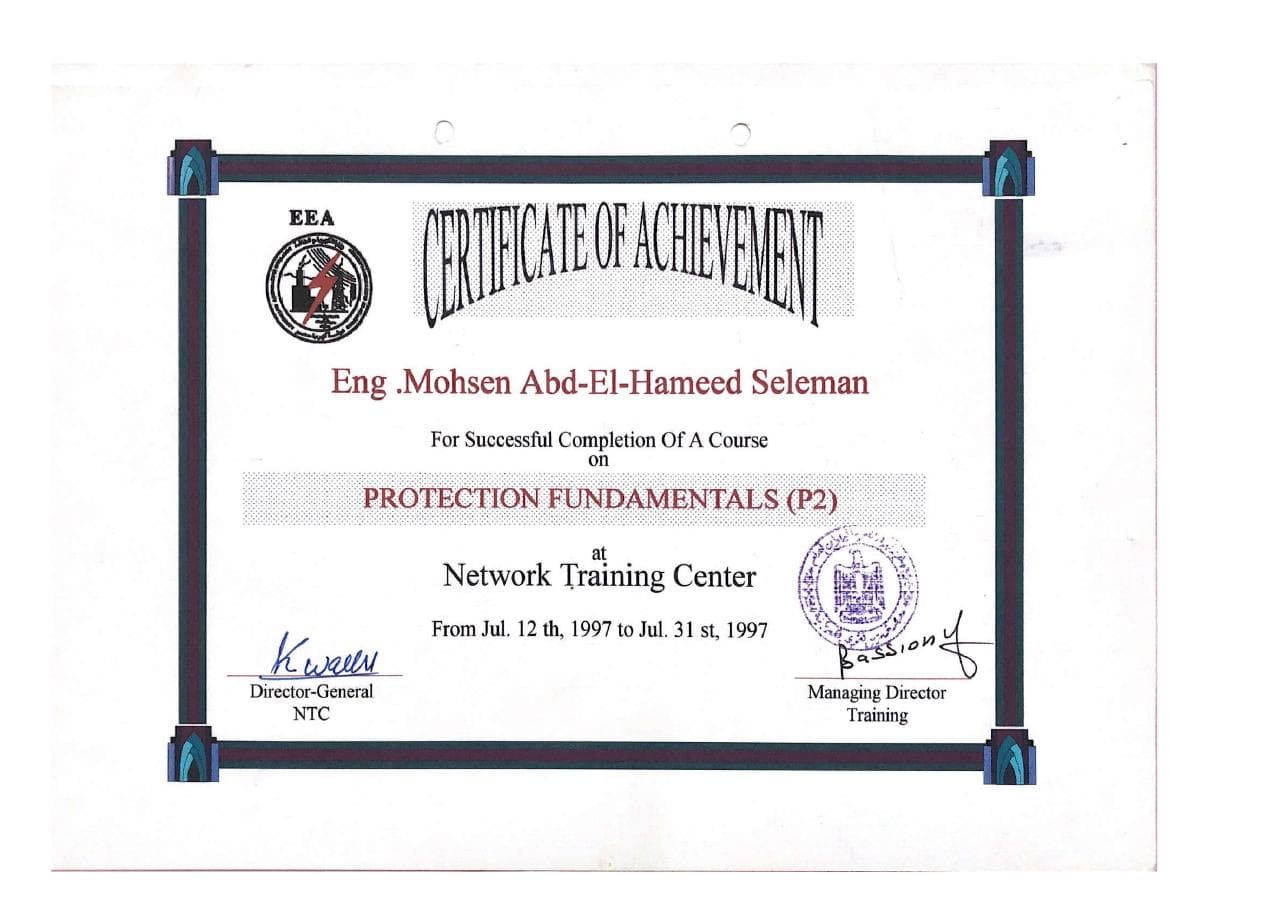 EEA
CERTIFICATE OF ACHIEVEMENT
Eng .Mohsen Abd-El-Hameed Seleman
For Successful Completion Of A Course
on
PROTECTION FUNDAMENTALS (P2)
at
Network Training Center
From Jul. 12 th, 1997 to Jul. 31 st, 1997
Bassiony
Director-General
NTC
Managing Director
Training